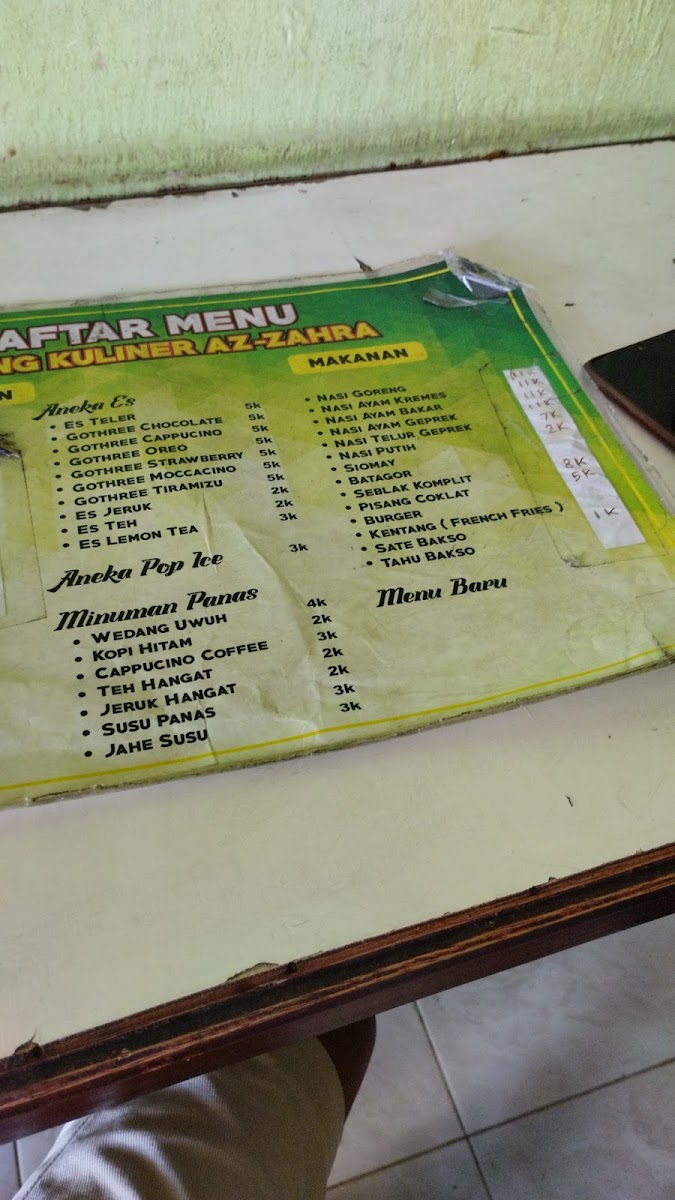 AFTAR MENU
NG KULINER AZ-ZAHRA
N
Aneka Es
• ES TELER 5K
• GOTHREE CHOCOLATE 5K
• GOTHREE CAPPUCINO 5K
• GOTHREE OREO 5K
• GOTHREE STRAWBERRY 5K
• GOTHREE MOCCACINO 5K
• GOTHREE TIRAMIZU 5K
• ES JERUK 2K
• ES TEH 2K
• ES LEMON TEA 3K
Aneka Pop Ice 3K
Minuman Panas
• WEDANG UWUH 4K
• KOPI HITAM 2K
• CAPPUCINO COFFEE 3K
• TEH HANGAT 2K
• JERUK HANGAT 2K
• SUSU PANAS 3K
• JAHE SUSU 3K
MAKANAN
• NASI GORENG
• NASI AYAM KREMES 11K
• NASI AYAM BAKAR 11K
• NASI AYAM GEPREK 11K
• NASI TELUR GEPREK 7K
• NASI PUTIH 2K
• SIOMAY
• BATAGOR
• SEBLAK KOMPLIT 8K
• PISANG COKLAT 5K
• BURGER
• KENTANG ( FRENCH FRIES )
• SATE BAKSO 1K
• TAHU BAKSO
Menu Baru